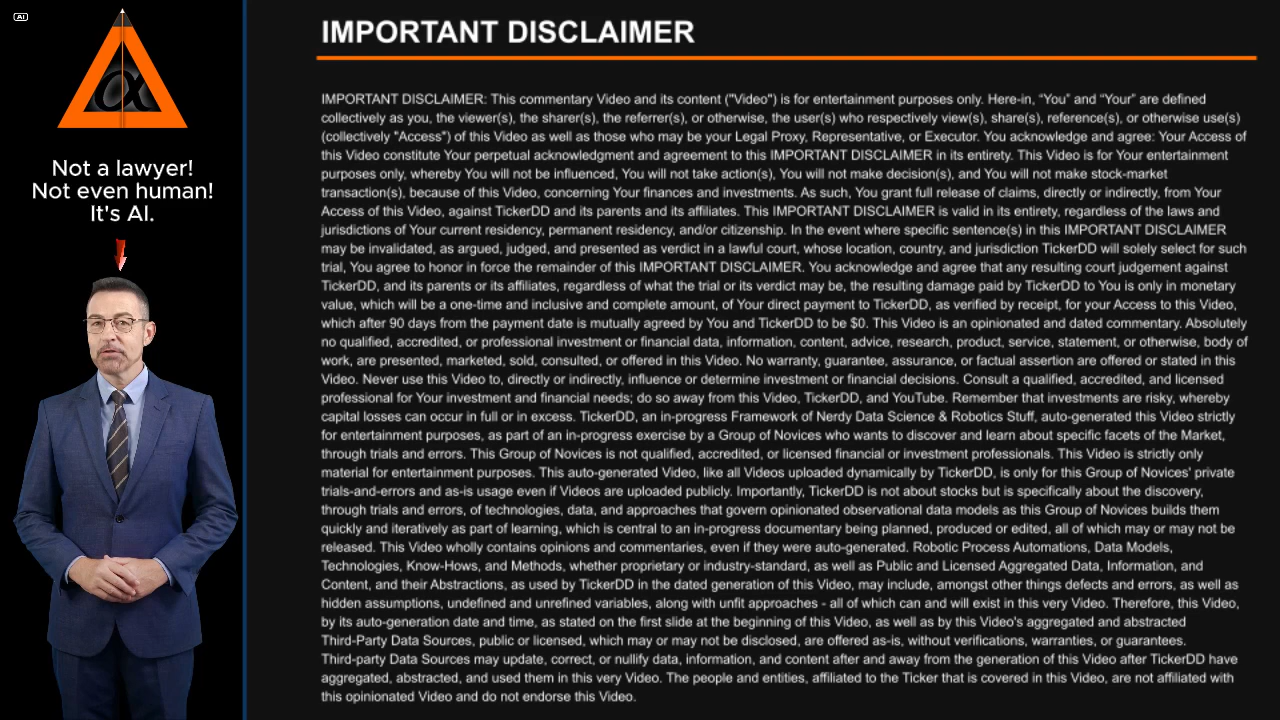 AI
α
Not a lawyer!
Not even human!
It's AI.
IMPORTANT DISCLAIMER
IMPORTANT DISCLAIMER: This commentary Video and its content ("Video") is for entertainment purposes only. Here-in, “You” and “Your” are defined
collectively as you, the viewer(s), the sharer(s), the referrer(s), or otherwise, the user(s) who respectively view(s), share(s), reference(s), or otherwise use(s)
(collectively "Access") of this Video as well as those who may be your Legal Proxy, Representative, or Executor. You acknowledge and agree: Your Access of
this Video constitute Your perpetual acknowledgment and agreement to this IMPORTANT DISCLAIMER in its entirety. This Video is for Your entertainment
purposes only, whereby You will not be influenced, You will not take action(s), You will not make decision(s), and You will not make stock-market
transaction(s), because of this Video, concerning Your finances and investments. As such, You grant full release of claims, directly or indirectly, from Your
Access of this Video, against TickerDD and its parents and its affiliates. This IMPORTANT DISCLAIMER is valid in its entirety, regardless of the laws and
jurisdictions of Your current residency, permanent residency, and/or citizenship. In the event where specific sentence(s) in this IMPORTANT DISCLAIMER
may be invalidated, as argued, judged, and presented as verdict in a lawful court, whose location, country, and jurisdiction TickerDD will solely select for such
trial, You agree to honor in force the remainder of this IMPORTANT DISCLAIMER. You acknowledge and agree that any resulting court judgement against
TickerDD, and its parents or its affiliates, regardless of what the trial or its verdict may be, the resulting damage paid by TickerDD to You is only in monetary
value, which will be a one-time and inclusive and complete amount, of Your direct payment to TickerDD, as verified by receipt, for your Access to this Video,
which after 90 days from the payment date is mutually agreed by You and TickerDD to be $0. This Video is an opinionated and dated commentary. Absolutely
no qualified, accredited, or professional investment or financial data, information, content, advice, research, product, service, statement, or otherwise, body of
work, are presented, marketed, sold, consulted, or offered in this Video. No warranty, guarantee, assurance, or factual assertion are offered or stated in this
Video. Never use this Video to, directly or indirectly, influence or determine investment or financial decisions. Consult a qualified, accredited, and licensed
professional for Your investment and financial needs; do so away from this Video, TickerDD, and YouTube. Remember that investments are risky, whereby
capital losses can occur in full or in excess. TickerDD, an in-progress Framework of Nerdy Data Science & Robotics Stuff, auto-generated this Video strictly
for entertainment purposes, as part of an in-progress exercise by a Group of Novices who wants to discover and learn about specific facets of the Market,
through trials and errors. This Group of Novices is not qualified, accredited, or licensed financial or investment professionals. This Video is strictly only
material for entertainment purposes. This auto-generated Video, like all Videos uploaded dynamically by TickerDD, is only for this Group of Novices' private
trials-and-errors and as-is usage even if Videos are uploaded publicly. Importantly, TickerDD is not about stocks but is specifically about the discovery,
through trials and errors, of technologies, data, and approaches that govern opinionated observational data models as this Group of Novices builds them
quickly and iteratively as part of learning, which is central to an in-progress documentary being planned, produced or edited, all of which may or may not be
released. This Video wholly contains opinions and commentaries, even if they were auto-generated. Robotic Process Automations, Data Models,
Technologies, Know-Hows, and Methods, whether proprietary or industry-standard, as well as Public and Licensed Aggregated Data, Information, and
Content, and their Abstractions, as used by TickerDD in the dated generation of this Video, may include, amongst other things defects and errors, as well as
hidden assumptions, undefined and unrefined variables, along with unfit approaches - all of which can and will exist in this very Video. Therefore, this Video,
by its auto-generation date and time, as stated on the first slide at the beginning of this Video, as well as by this Video's aggregated and abstracted
Third-Party Data Sources, public or licensed, which may or may not be disclosed, are offered as-is, without verifications, warranties, or guarantees.
Third-party Data Sources may update, correct, or nullify data, information, and content after and away from the generation of this Video after TickerDD have
aggregated, abstracted, and used them in this very Video. The people and entities, affiliated to the Ticker that is covered in this Video, are not affiliated with
this opinionated Video and do not endorse this Video.